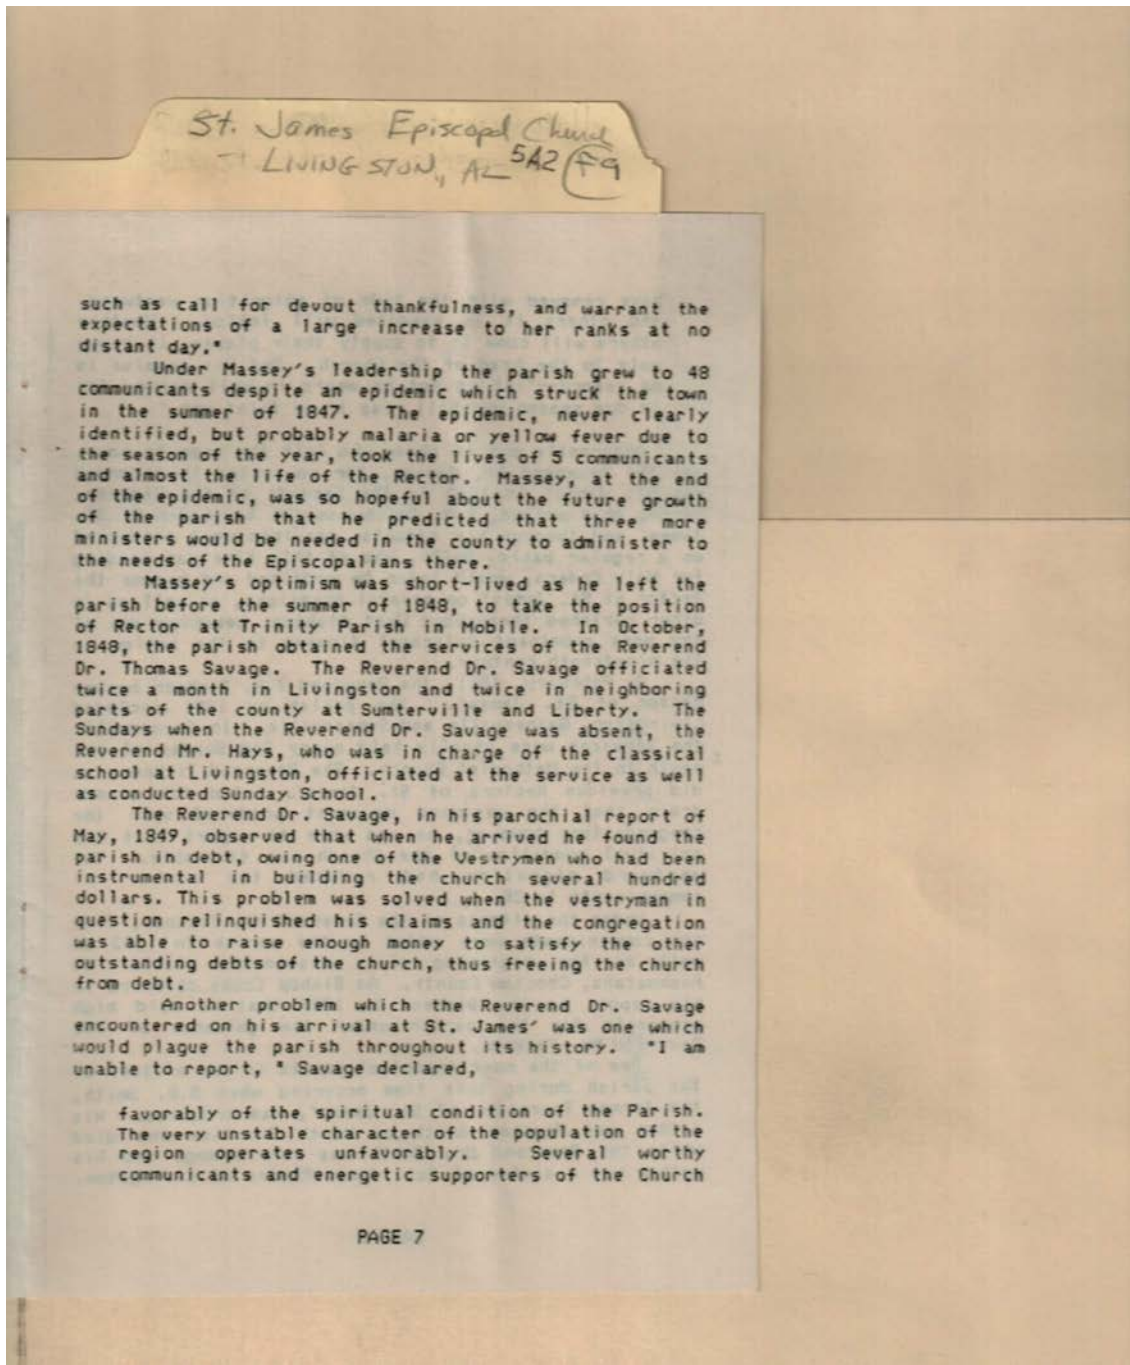 St. James Episcopal Church
LIVINGSTON, AL 5A2 F9
such as call for devout thankfulness, and warrant the
expectations of a large increase to her ranks at no
distant day."
Under Massey's leadership the parish grew to 48
communicants despite an epidemic which struck the town
in the summer of 1847. The epidemic, never clearly
identified, but probably malaria or yellow fever due to
the season of the year, took the lives of 5 communicants
and almost the life of the Rector. Massey, at the end
of the epidemic, was so hopeful about the future growth
of the parish that he predicted that three more
ministers would be needed in the county to administer to
the needs of the Episcopalians there.
Massey's optimism was short-lived as he left the
parish before the summer of 1848, to take the position
of Rector at Trinity Parish in Mobile. In October,
1848, the parish obtained the services of the Reverend
Dr. Thomas Savage. The Reverend Dr. Savage officiated
twice a month in Livingston and twice in neighboring
parts of the county at Sumterville and Liberty. The
Sundays when the Reverend Dr. Savage was absent, the
Reverend Mr. Hays, who was in charge of the classical
school at Livingston, officiated at the service as well
as conducted Sunday School.
The Reverend Dr. Savage, in his parochial report of
May, 1849, observed that when he arrived he found the
parish in debt, owing one of the Vestrymen who had been
instrumental in building the church several hundred
dollars. This problem was solved when the vestryman in
question relinquished his claims and the congregation
was able to raise enough money to satisfy the other
outstanding debts of the church, thus freeing the church
from debt.
Another problem which the Reverend Dr. Savage
encountered on his arrival at St. James' was one which
would plague the parish throughout its history. "I am
unable to report, " Savage declared,
favorably of the spiritual condition of the Parish.
The very unstable character of the population of the
region operates unfavorably. Several worthy
communicants and energetic supporters of the Church
PAGE 7